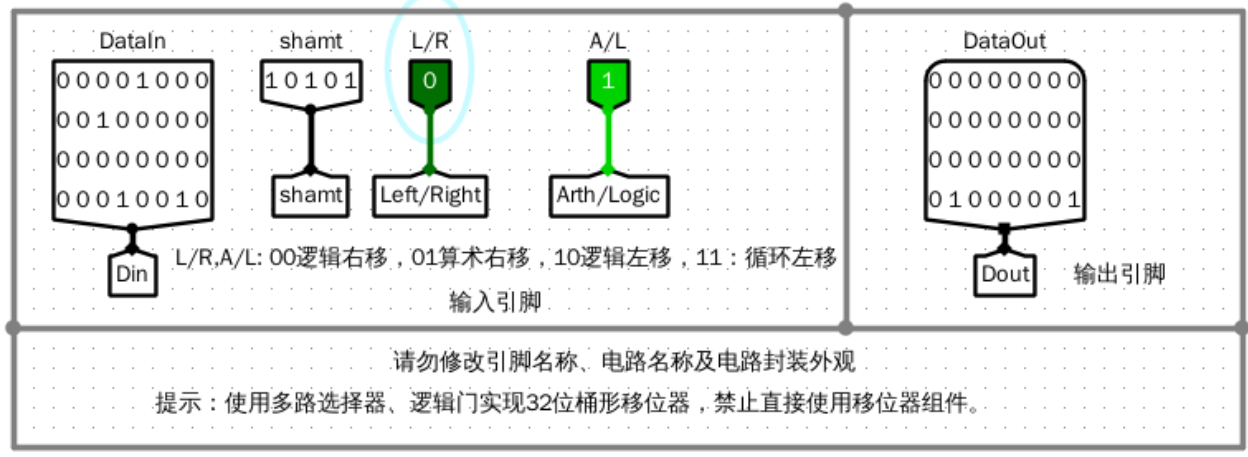 DataIn shamt L/R A/L DataOut
00001000 10101 0 1 00000000
00100000 00000000
00000000 00000000
00010010 01000001
shamt Left/Right Arth/Logic
Din L/R,A/L: 00逻辑右移，01算术右移，10逻辑左移，11：循环左移 Dout 输出引脚
输入引脚
请勿修改引脚名称、电路名称及电路封装外观
提示：使用多路选择器、逻辑门实现32位桶形移位器，禁止直接使用移位器组件。